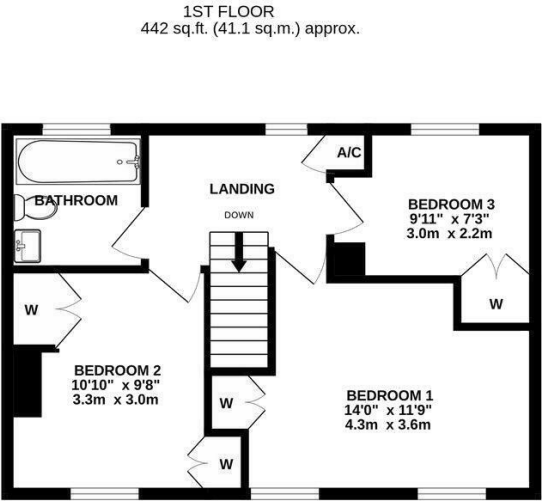 1ST FLOOR
442 sq.ft. (41.1 sq.m.) approx.
A/C
BATHROOM
LANDING
DOWN
BEDROOM 3
9'11" x 7'3"
3.0m x 2.2m
W
W
BEDROOM 2
10'10" x 9'8"
3.3m x 3.0m
BEDROOM 1
14'0" x 11'9"
4.3m x 3.6m
W
W